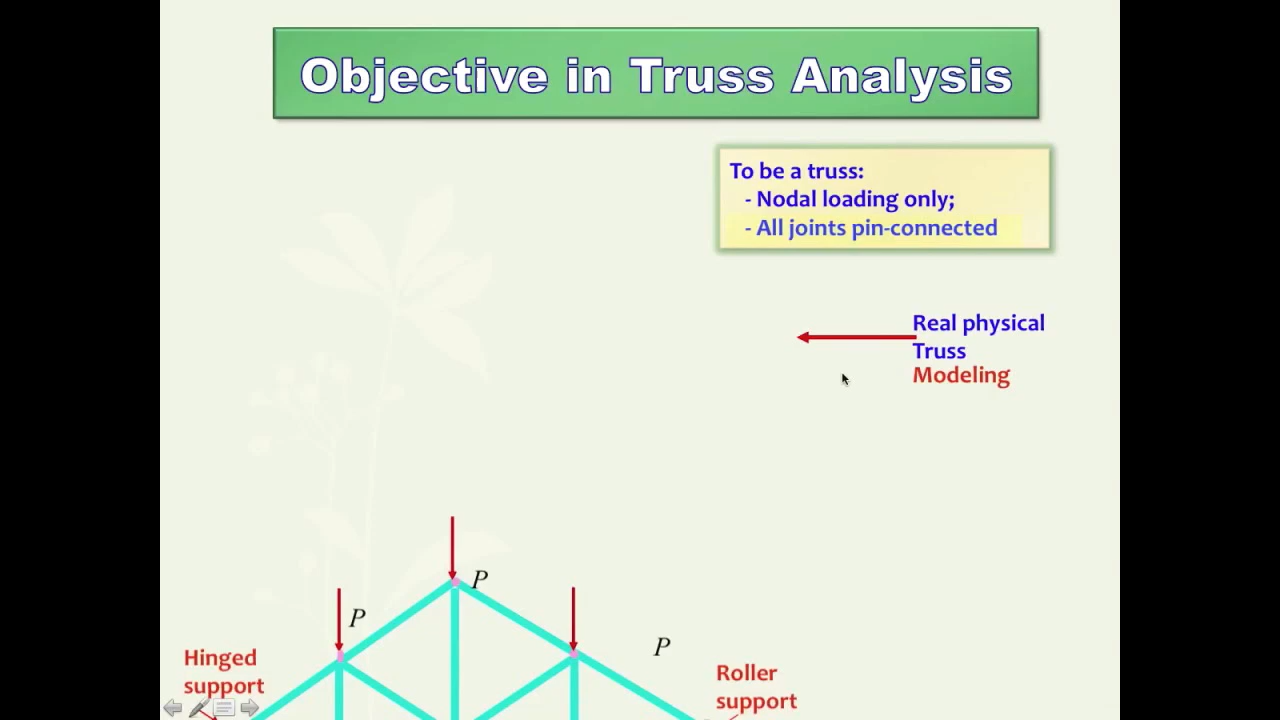 Objective in Truss Analysis
To be a truss:
- Nodal loading only;
- All joints pin-connected
Real physical
Truss
Modeling
P
P
P
Hinged
support
Roller
support